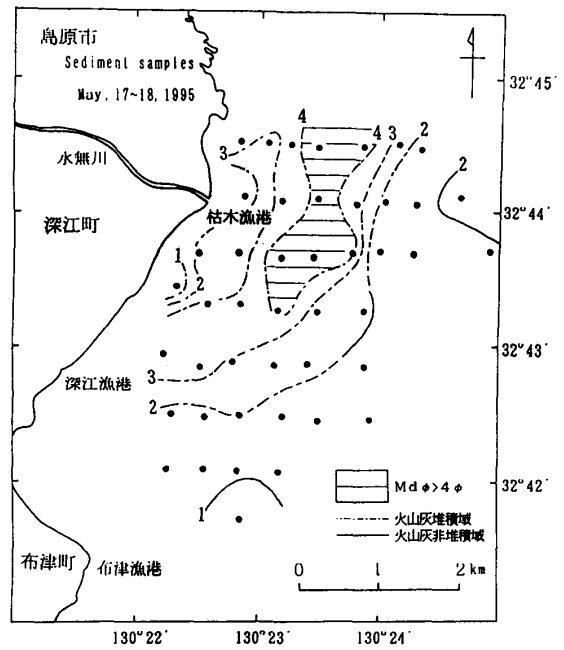 島原市
Sediment samples
May, 17~18, 1995
水無川
深江町
枯木漁港
深江漁港
布津町
布津漁港
4
3
4
3
2
2
1
2
3
2
1
Mdφ>4φ
火山灰堆積域
火山灰非堆積域
0 1 2 km
32°45′
32°44′
32°43′
32°42′
130°22′ 130°23′ 130°24′